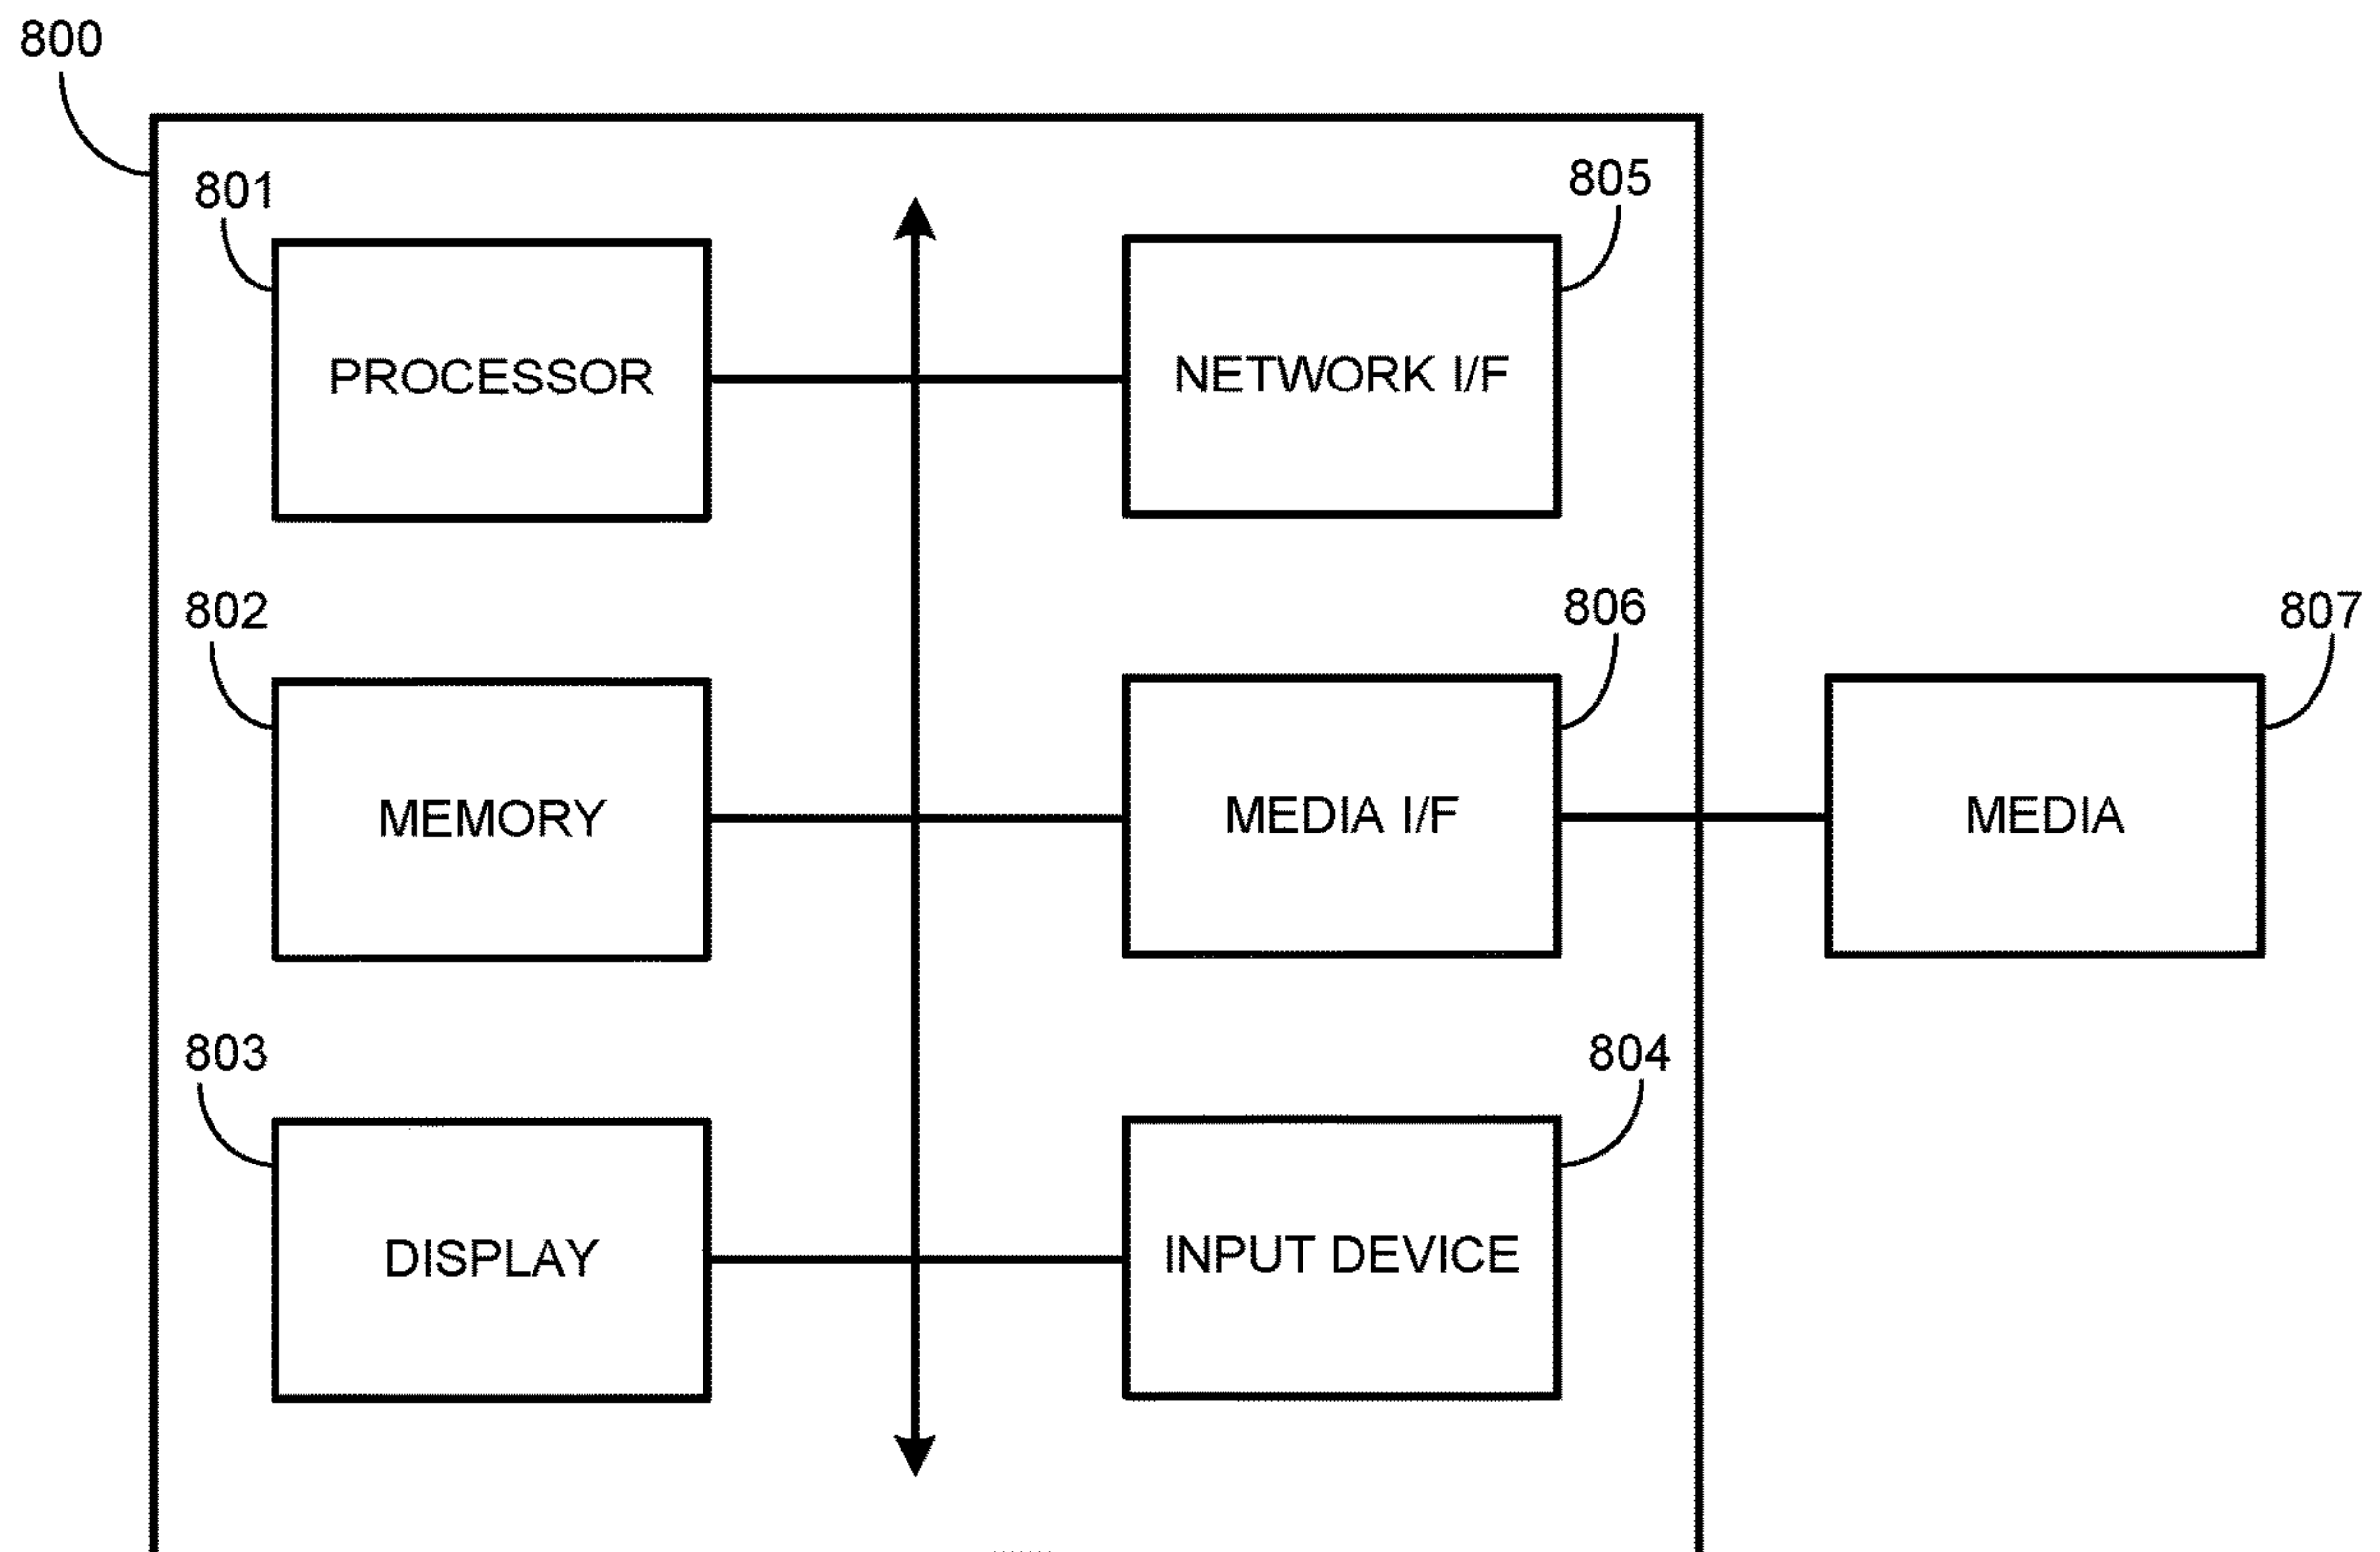 800
801
805
PROCESSOR
NETWORK I/F
802
806
807
MEMORY
MEDIA I/F
MEDIA
803
804
DISPLAY
INPUT DEVICE